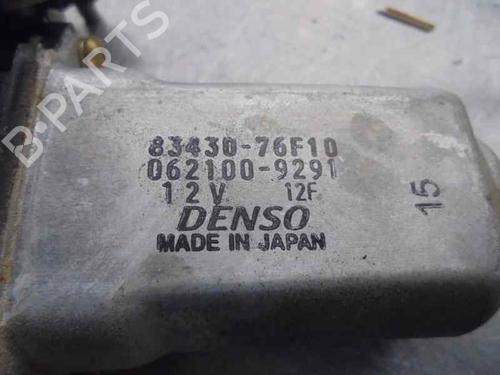 B-PARTS
83430-76F10
062100-9291
12V 12F
DENSO
MADE IN JAPAN
15